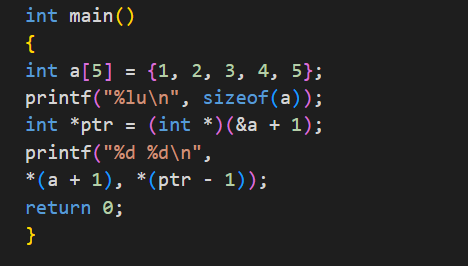 int main()
{
int a[5] = {1, 2, 3, 4, 5};
printf("%lu\n", sizeof(a));
int *ptr = (int *)(&a + 1);
printf("%d %d\n",
*(a + 1), *(ptr - 1));
return 0;
}